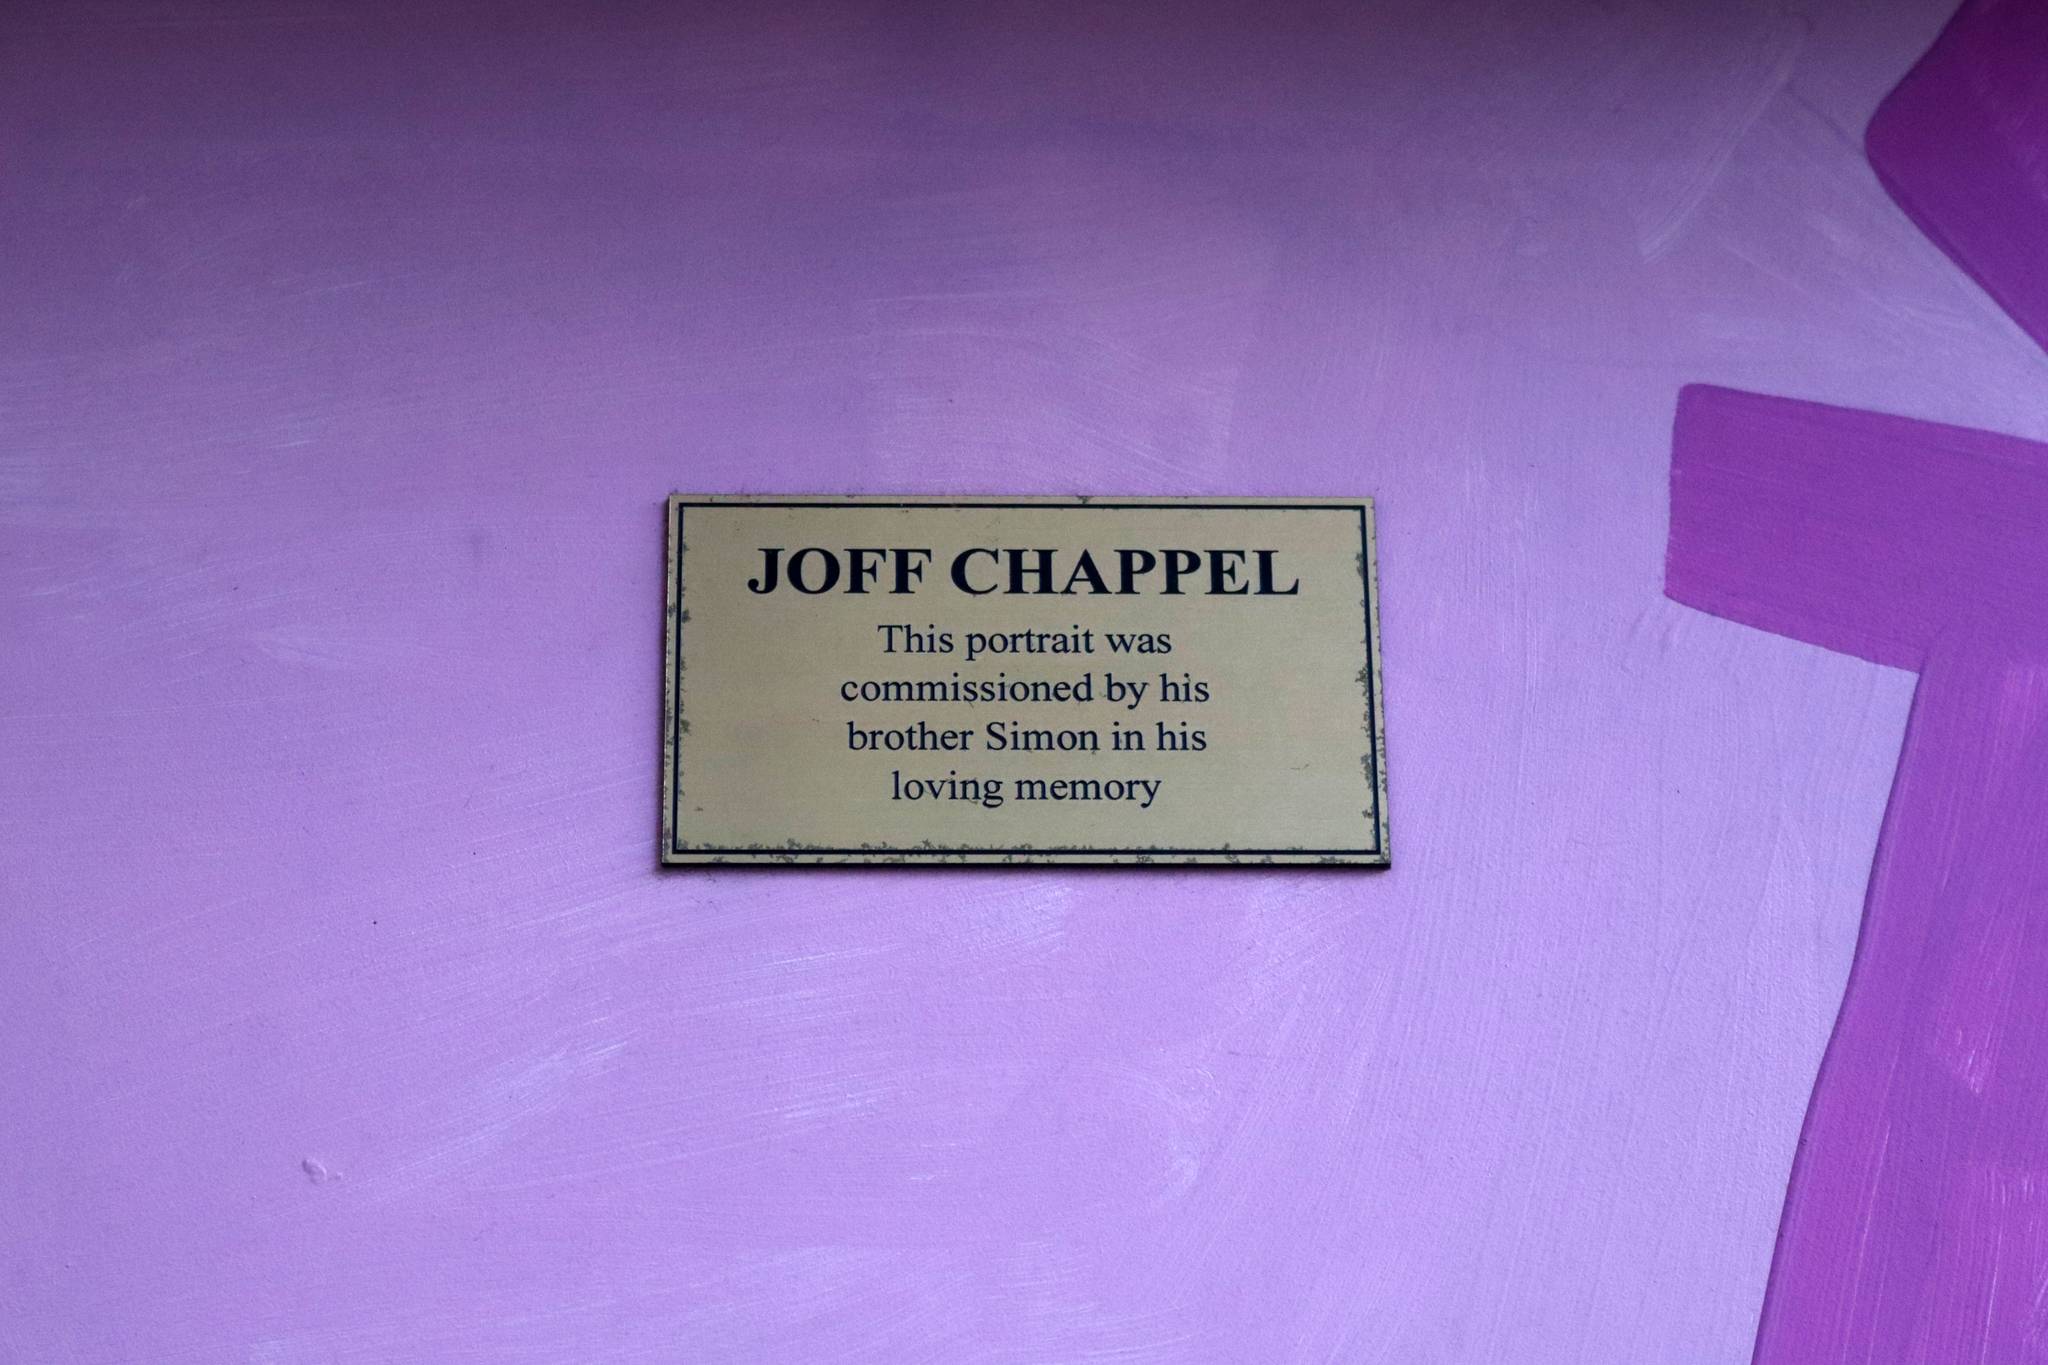 JOFF CHAPPEL
This portrait was
commissioned by his
brother Simon in his
loving memory